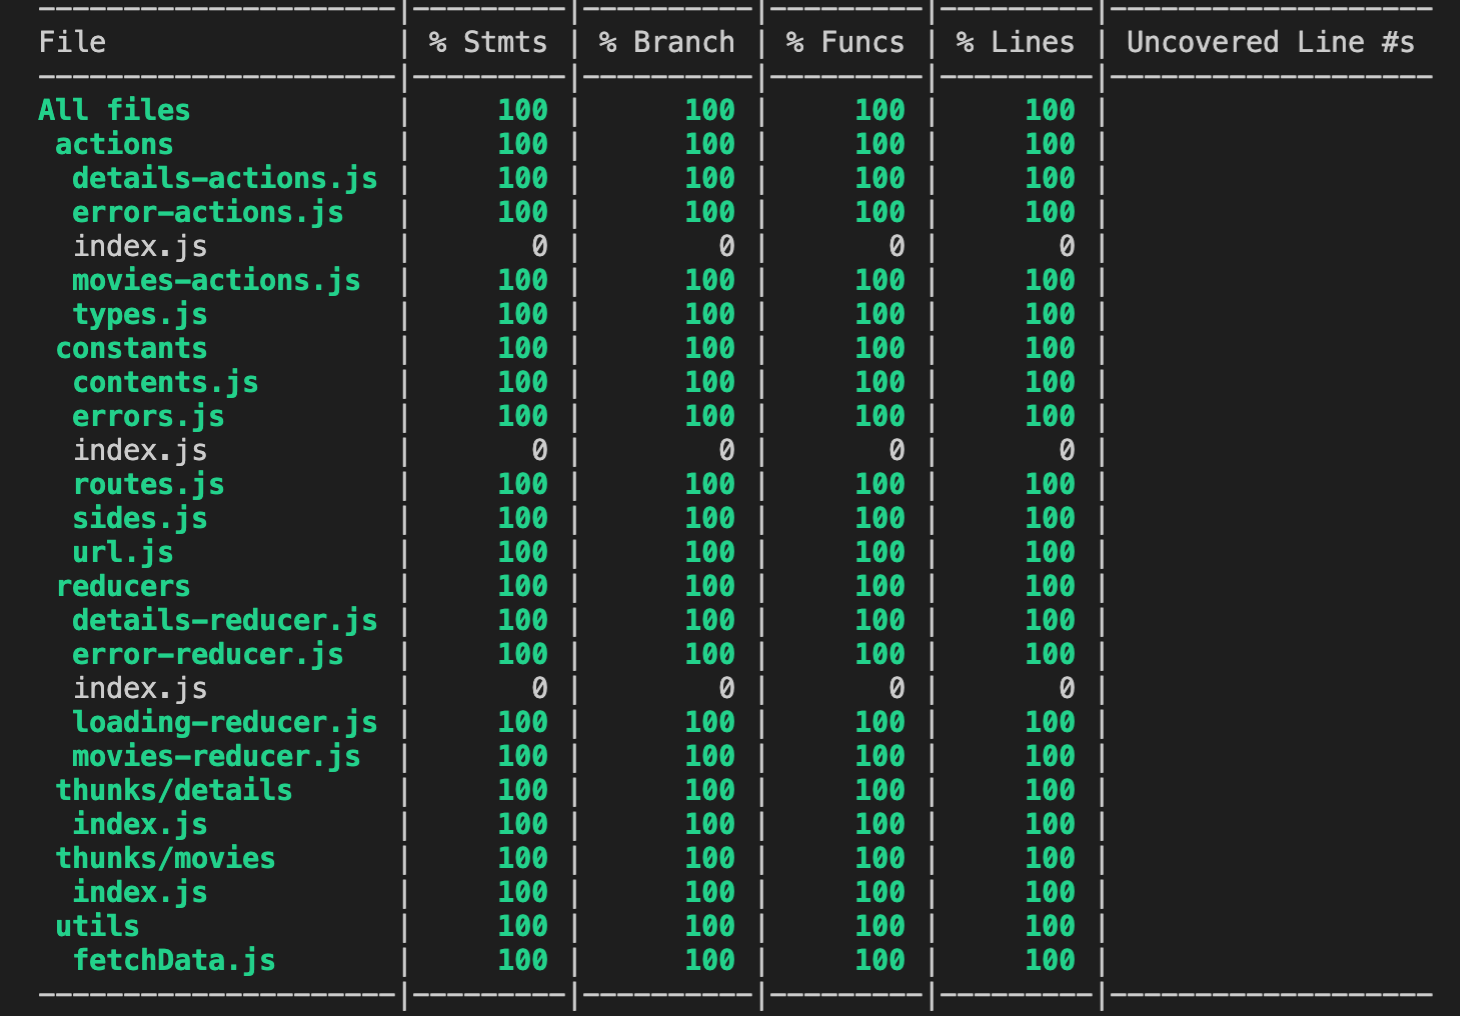 File | % Stmts | % Branch | % Funcs | % Lines | Uncovered Line #s
All files | 100 | 100 | 100 | 100 |
actions | 100 | 100 | 100 | 100 |
details-actions.js | 100 | 100 | 100 | 100 |
error-actions.js | 100 | 100 | 100 | 100 |
index.js | 0 | 0 | 0 | 0 |
movies-actions.js | 100 | 100 | 100 | 100 |
types.js | 100 | 100 | 100 | 100 |
constants | 100 | 100 | 100 | 100 |
contents.js | 100 | 100 | 100 | 100 |
errors.js | 100 | 100 | 100 | 100 |
index.js | 0 | 0 | 0 | 0 |
routes.js | 100 | 100 | 100 | 100 |
sides.js | 100 | 100 | 100 | 100 |
url.js | 100 | 100 | 100 | 100 |
reducers | 100 | 100 | 100 | 100 |
details-reducer.js | 100 | 100 | 100 | 100 |
error-reducer.js | 100 | 100 | 100 | 100 |
index.js | 0 | 0 | 0 | 0 |
loading-reducer.js | 100 | 100 | 100 | 100 |
movies-reducer.js | 100 | 100 | 100 | 100 |
thunks/details | 100 | 100 | 100 | 100 |
index.js | 100 | 100 | 100 | 100 |
thunks/movies | 100 | 100 | 100 | 100 |
index.js | 100 | 100 | 100 | 100 |
utils | 100 | 100 | 100 | 100 |
fetchData.js | 100 | 100 | 100 | 100 |